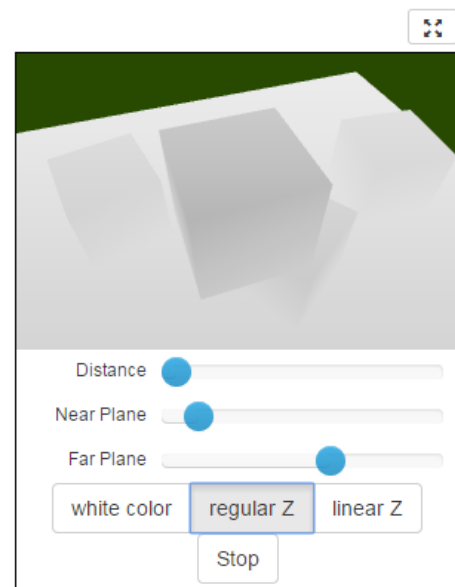 Distance
Near Plane
Far Plane
white color regular Z linear Z
Stop